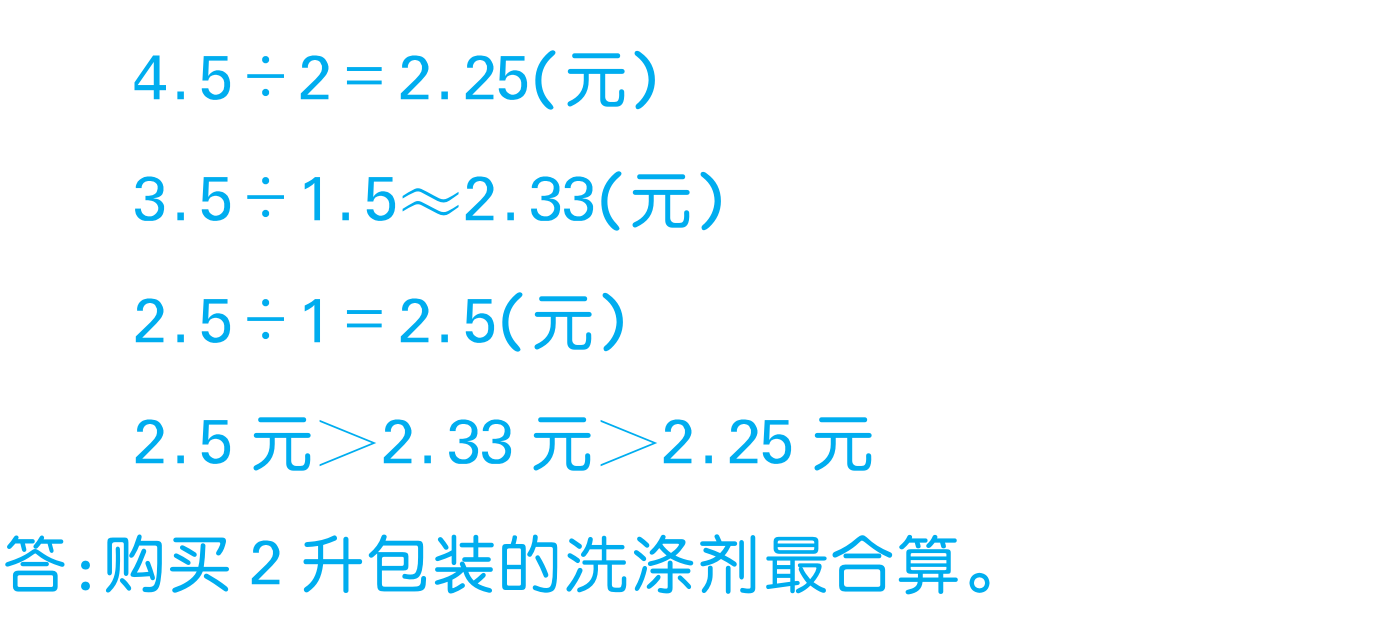 4.5÷2=2.25(元)
3.5÷1.5≈2.33(元)
2.5÷1=2.5(元)
2.5 元>2.33 元>2.25 元
答:购买 2 升包装的洗涤剂最合算。